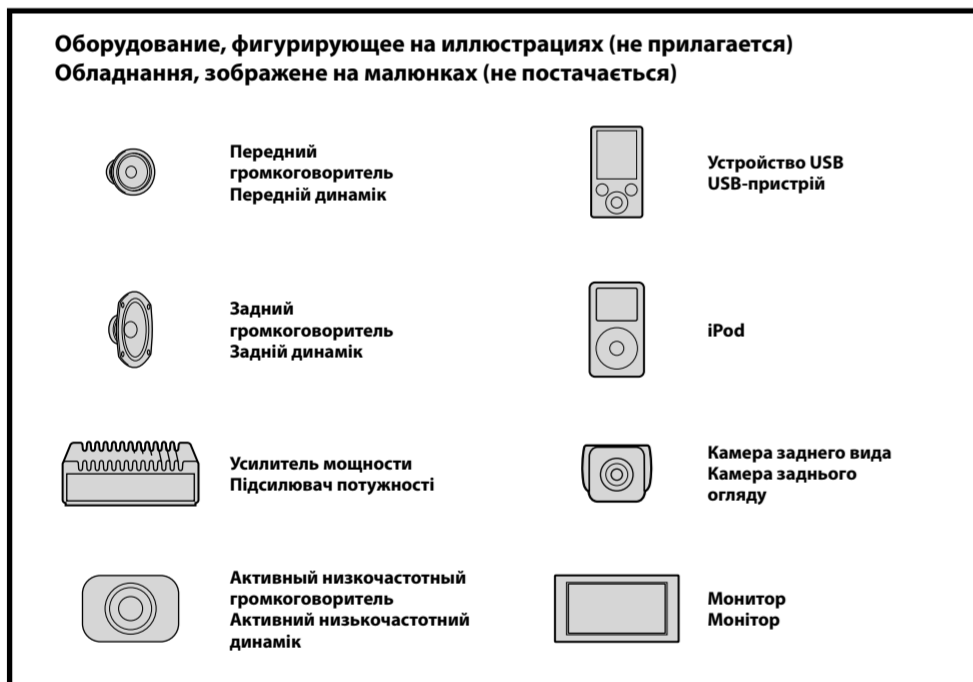 Оборудование, фигурирующее на иллюстрациях (не прилагается)
Обладнання, зображене на малюнках (не постачається)
Передний
громкоговоритель
Передній динамік
Устройство USB
USB-пристрій
Задний
громкоговоритель
Задній динамік
iPod
Усилитель мощности
Підсилювач потужності
Камера заднего вида
Камера заднього
огляду
Активный низкочастотный
громкоговоритель
Активний низькочастотний
динамік
Монитор
Монітор